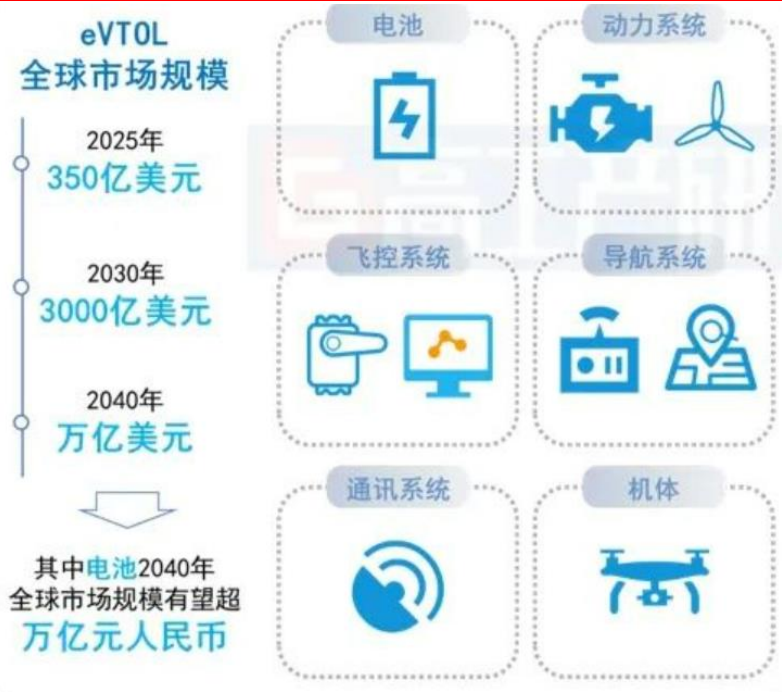 eVTOL
全球市场规模
2025年
350亿美元
2030年
3000亿美元
2040年
万亿美元
其中电池2040年
全球市场规模有望超
万亿元人民币
电池
动力系统
飞控系统
导航系统
通讯系统
机体
高工产研